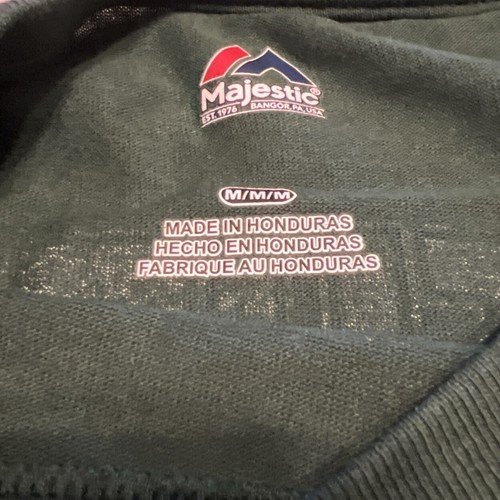 Majestic®
EST. 1976 BANGOR, PA, USA
M/M/M
MADE IN HONDURAS
HECHO EN HONDURAS
FABRIQUE AU HONDURAS